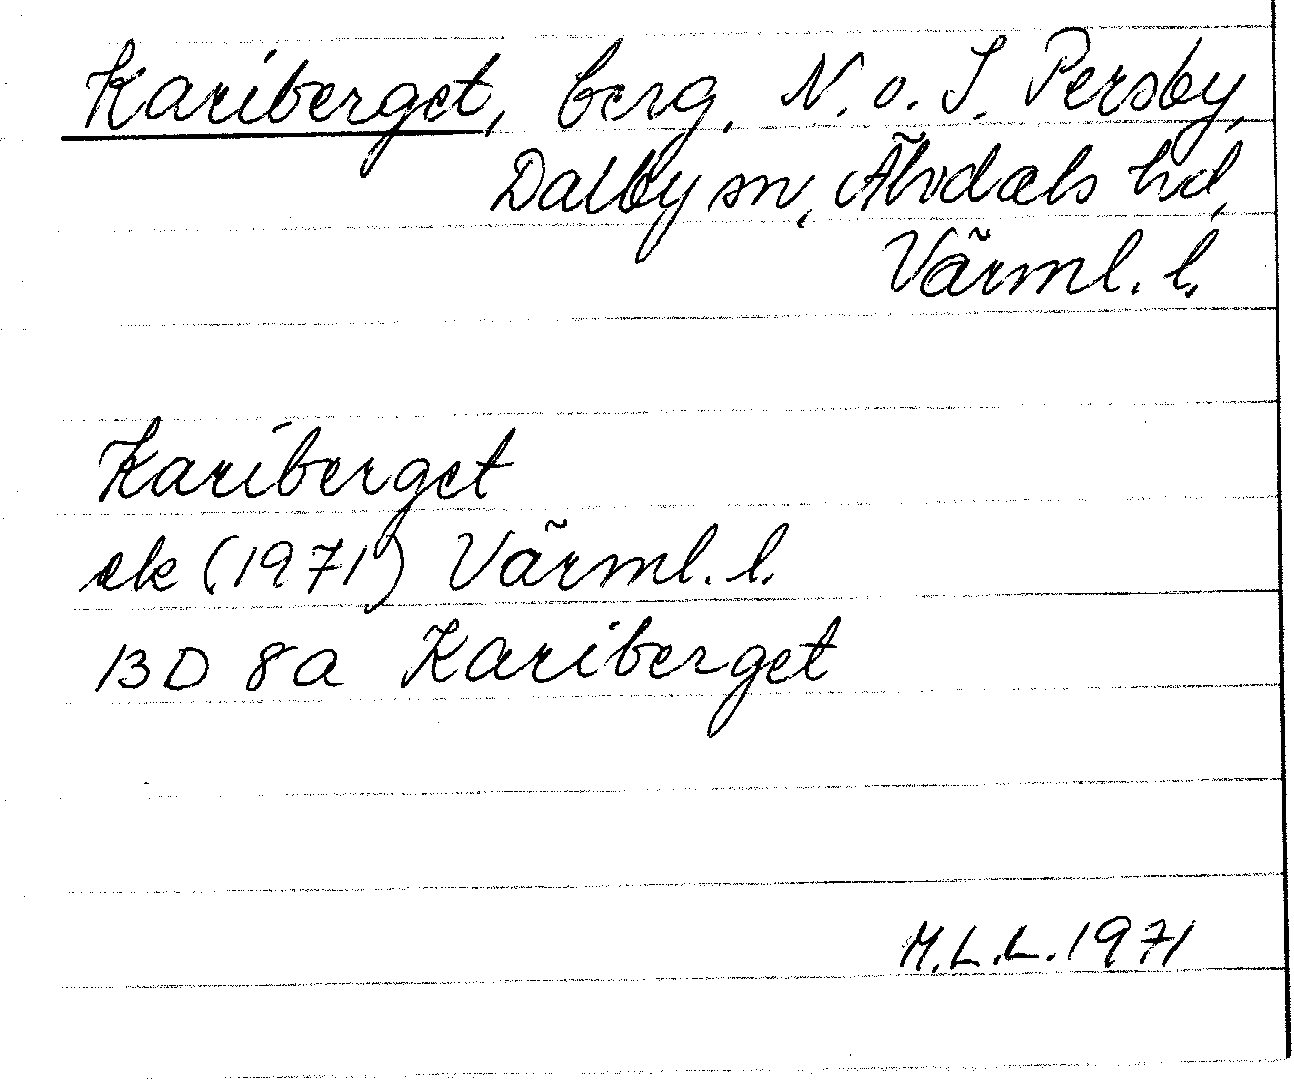 Kariberget, berg, N. o. S. Persby,
Dalby sn, Älvdals hd,
Värml. l.
Kariberget
ek (1971) Värml. l.
13D 8a Kariberget
M.L.L. 1971